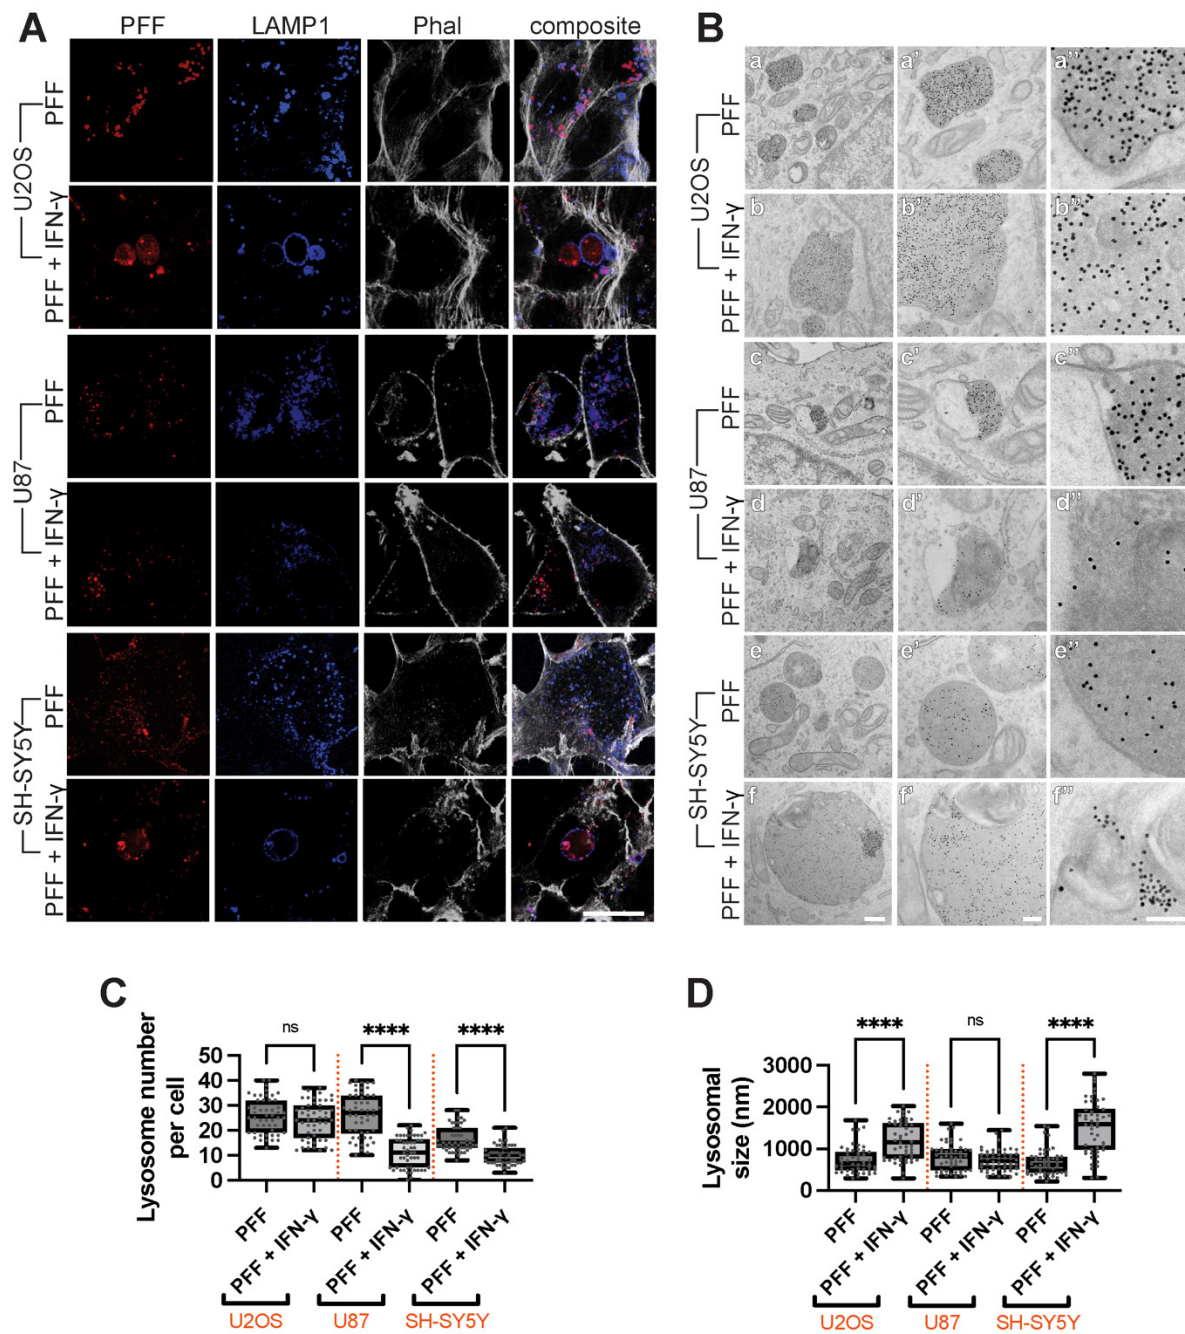 A
PFF
LAMP1
Phal
composite
U2OS
PFF
PFF + IFN-γ
U87
PFF
PFF + IFN-γ
SH-SY5Y
PFF
PFF + IFN-γ
B
U2OS
PFF
PFF + IFN-γ
U87
PFF
PFF + IFN-γ
SH-SY5Y
PFF
PFF + IFN-γ
a
a'
a''
b
b'
b''
c
c'
c''
d
d'
d''
e
e'
e''
f
f'
f''
C
Lysosome number
per cell
50
40
30
20
10
0
ns
****
****
PFF
PFF + IFN-γ
PFF
PFF + IFN-γ
PFF
PFF + IFN-γ
U2OS
U87
SH-SY5Y
D
Lysosomal
size (nm)
3000
2000
1000
0
****
ns
****
PFF
PFF + IFN-γ
PFF
PFF + IFN-γ
PFF
PFF + IFN-γ
U2OS
U87
SH-SY5Y